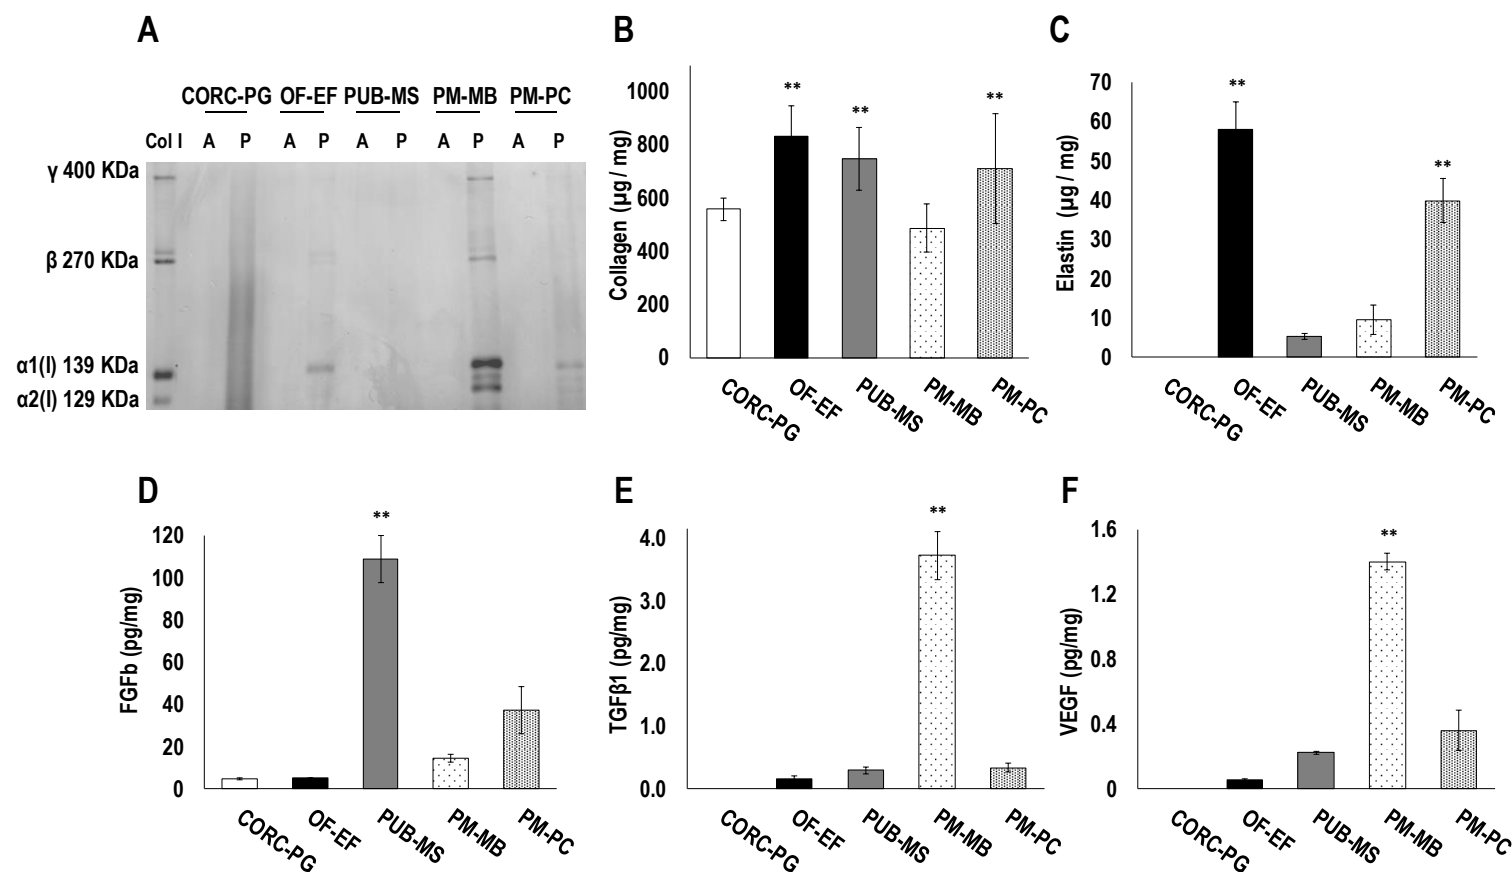 A
CORC-PG OF-EF PUB-MS PM-MB PM-PC
Col I A P A P A P A P A P
γ 400 KDa
β 270 KDa
α1(I) 139 KDa
α2(I) 129 KDa
B
Collagen (µg / mg)
1000
800
600
400
200
0
** ** **
CORC-PG OF-EF PUB-MS PM-MB PM-PC
C
Elastin (µg / mg)
70
60
50
40
30
20
10
0
** **
CORC-PG OF-EF PUB-MS PM-MB PM-PC
D
FGFb (pg/mg)
120
100
80
60
40
20
0
**
CORC-PG OF-EF PUB-MS PM-MB PM-PC
E
TGFβ1 (pg/mg)
4.0
3.0
2.0
1.0
0.0
**
CORC-PG OF-EF PUB-MS PM-MB PM-PC
F
VEGF (pg/mg)
1.6
1.2
0.8
0.4
0
**
CORC-PG OF-EF PUB-MS PM-MB PM-PC